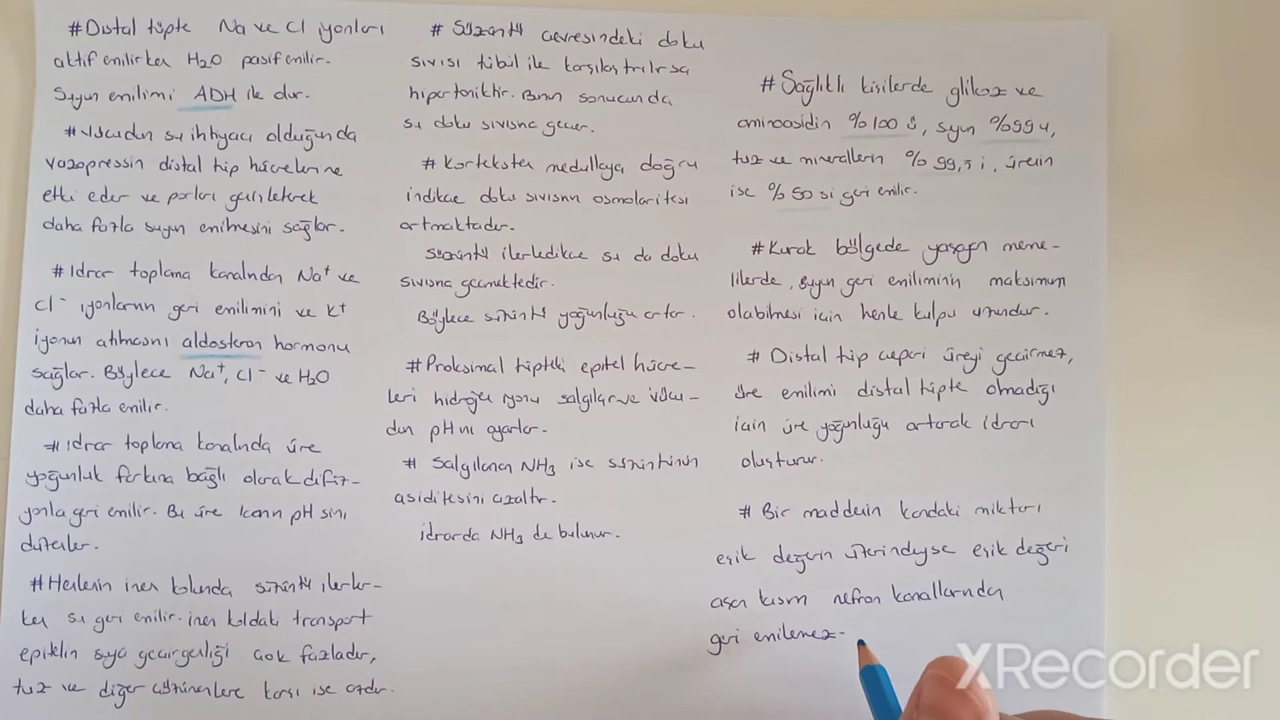 #Distal tüpte Na ve Cl iyonları
aktif emilirken H2O pasif emilir.
Suyun emilimi ADH ile dur.
#Vücudun su ihtiyacı olduğunda
vazopressin distal tüp hücrelerine
etki eder ve porları genişleterek
daha fazla suyun emilmesini sağlar.
#İdrar toplama kanalından Na+ ve
Cl- iyonlarının geri emilimini ve K+
iyonun atılmasını aldosteron hormonu
sağlar. Böylece Na+, Cl- ve H2O
daha fazla emilir.
#İdrar toplama kanalında üre
yoğunluk farkına bağlı olarak difüz-
yonla geri emilir. Bu üre kanın pH sini
düzenler.
#Henlenin inen kolunda süzüntü ilerler-
ken su geri emilir. inen koldaki transport
epitelin suya geçirgenliği çok fazladır,
tuz ve diğer çözünenlere karşı ise azdır.
# Süzüntü çevresindeki doku
sıvısı tübül ile karşılaştırılırsa
hipertoniktir. Bunun sonucunda
su doku sıvısına geçer.
# Korteksten medullaya doğru
indikçe doku sıvısının osmolaritesi
artmaktadır.
süzüntü ilerledikçe su da doku
sıvısına geçmektedir.
Böylece süzüntü yoğunluğu artar.
#Proksimal tüpteki epitel hücre-
leri hidrojen iyonu salgılar ve vücu-
dun pH nı ayarlar.
# Salgılanan NH3 ise süzüntünün
asiditesini azaltır.
idrarda NH3 de bulunur.
#Sağlıklı kişilerde glikoz ve
aminoasidin %100 ü, suyun %99 u,
tuz ve minerallerin %99,5 i, ürenin
ise %50 si geri emilir.
#Kurak bölgede yaşayan meme-
lilerde, suyun geri emiliminin maksimum
olabilmesi için henle kulpu uzundur.
# Distal tüp çeperi üreyi geçirmez,
üre emilimi distal tüpte olmadığı
için üre yoğunluğu artarak idrarı
oluşturur.
# Bir maddenin kandaki miktarı
eşik değerin üzerindeyse eşik değeri
aşan kısım nefron kanallarından
geri emilemez.
XRecorder